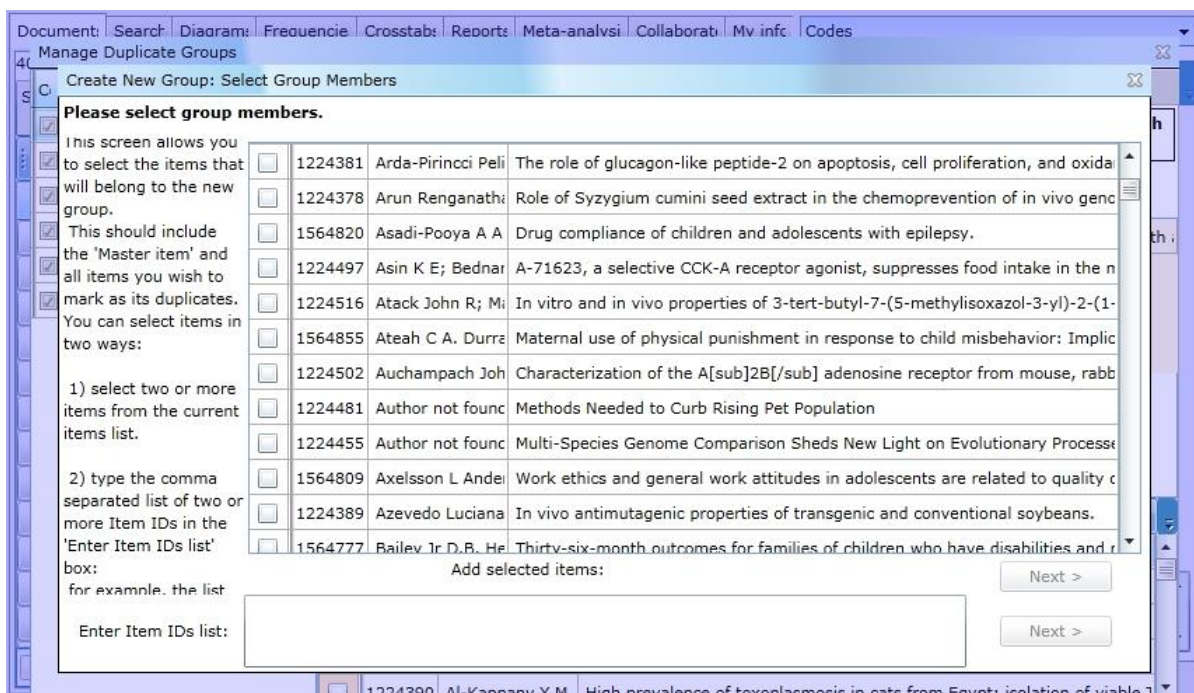 Document: Search Diagram: Frequencie Crosstab: Reports Meta-analysi Collaborati My info Codes
Manage Duplicate Groups
Create New Group: Select Group Members
Please select group members.
This screen allows you
to select the items that
will belong to the new
group.
This should include
the 'Master item' and
all items you wish to
mark as its duplicates.
You can select items in
two ways:
1) select two or more
items from the current
items list.
2) type the comma
separated list of two or
more Item IDs in the
'Enter Item IDs list'
box:
for example, the list
1224381 Arda-Pirincci Peli The role of glucagon-like peptide-2 on apoptosis, cell proliferation, and oxida
1224378 Arun Renganatha Role of Syzygium cumini seed extract in the chemoprevention of in vivo genc
1564820 Asadi-Pooya A A Drug compliance of children and adolescents with epilepsy.
1224497 Asin K E; Bednar A-71623, a selective CCK-A receptor agonist, suppresses food intake in the m
1224516 Atack John R; Ma In vitro and in vivo properties of 3-tert-butyl-7-(5-methylisoxazol-3-yl)-2-(1-
1564855 Ateah C A. Durra Maternal use of physical punishment in response to child misbehavior: Implic
1224502 Auchampach Joh Characterization of the A[sub]2B[/sub] adenosine receptor from mouse, rabb
1224481 Author not founc Methods Needed to Curb Rising Pet Population
1224455 Author not founc Multi-Species Genome Comparison Sheds New Light on Evolutionary Processe
1564809 Axelsson L Ander Work ethics and general work attitudes in adolescents are related to quality c
1224389 Azevedo Luciana In vivo antimutagenic properties of transgenic and conventional soybeans.
1564777 Bailey Jr D.B. He Thirty-six-month outcomes for families of children who have disabilities and r
Add selected items:
Next >
Enter Item IDs list:
Next >
1224390 Al-Kappany Y M High prevalence of toxoplasmosis in cats from Egypt: isolation of viable T